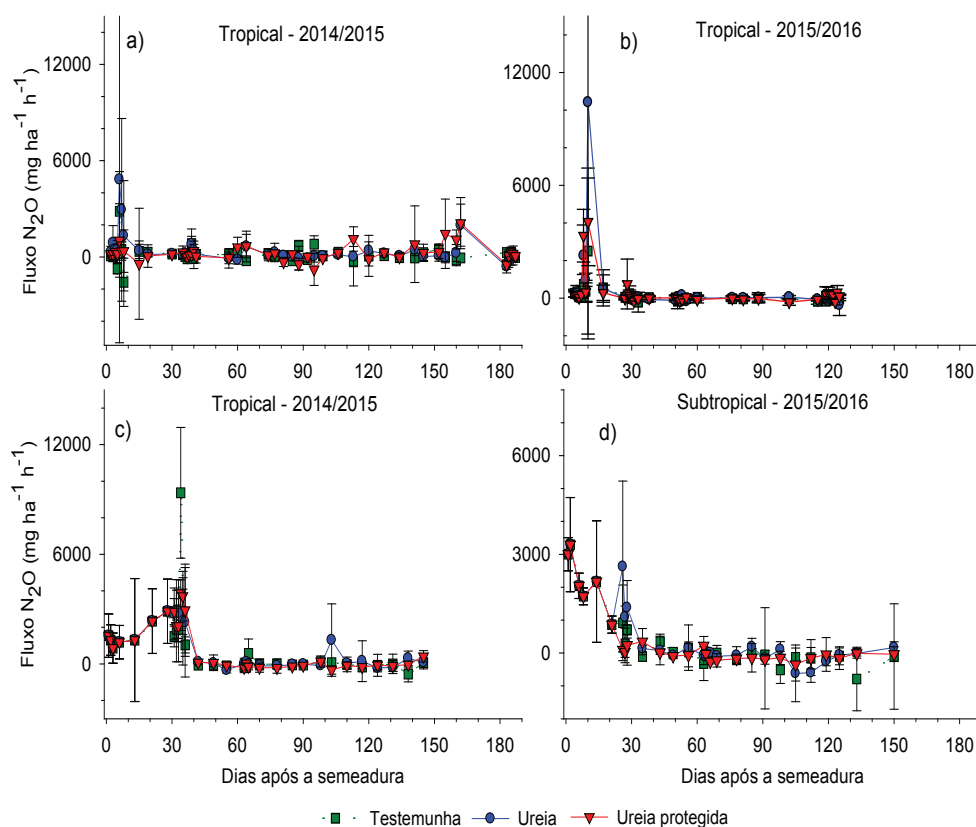 a) Tropical - 2014/2015
b) Tropical - 2015/2016
12000
6000
0
12000
6000
0
0 30 60 90 120 150 180
0 30 60 90 120 150 180
Fluxo N₂O (mg ha⁻¹ h⁻¹)
c) Tropical - 2014/2015
d) Subtropical - 2015/2016
12000
6000
0
6000
3000
0
0 30 60 90 120 150 180
0 30 60 90 120 150 180
Fluxo N₂O (mg ha⁻¹ h⁻¹)
Dias após a semeadura
Dias após a semeadura
Testemunha Ureia Ureia protegida